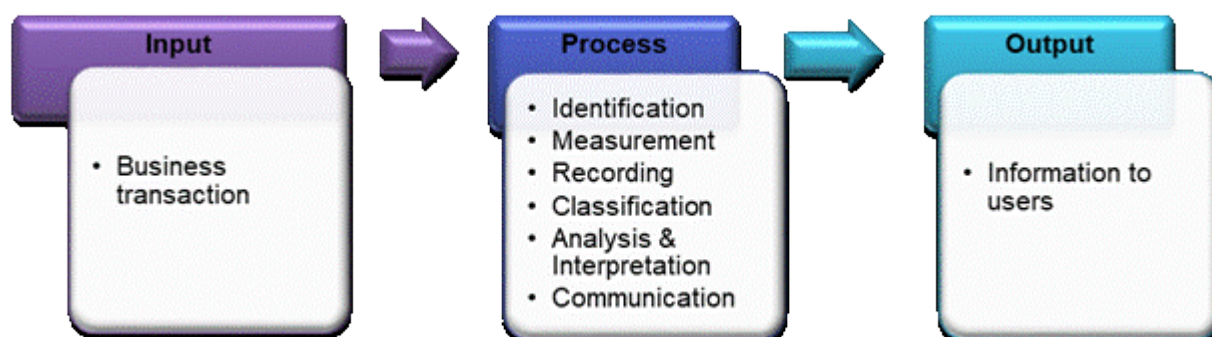 Input
• Business
transaction
Process
• Identification
• Measurement
• Recording
• Classification
• Analysis &
Interpretation
• Communication
Output
• Information to
users